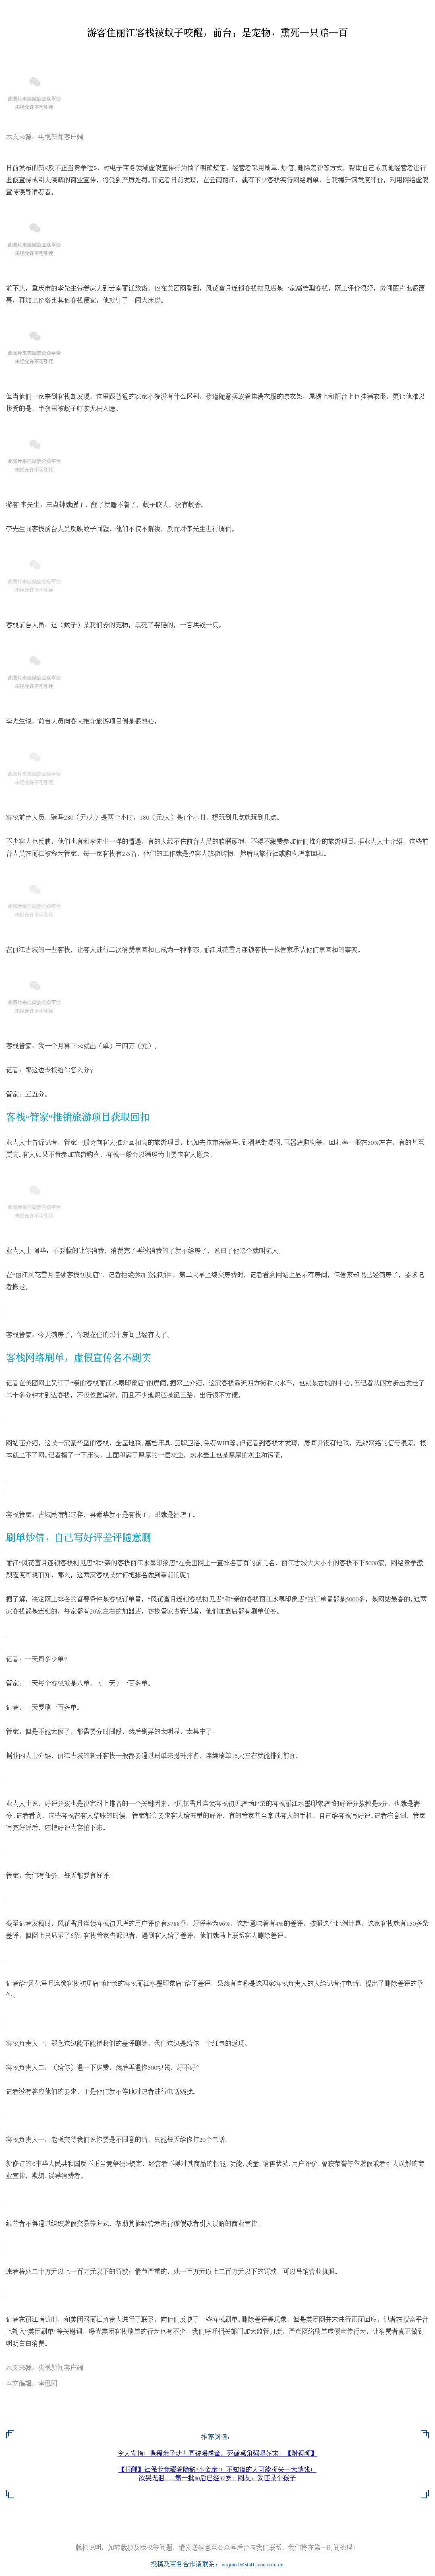 游客住丽江客栈被蚊子咬醒，前台：是宠物，熏死一只赔一百
此图片来自微信公众平台
未经允许不可引用
本文来源：央视新闻客户端
日前发布的新《反不正当竞争法》，对电子商务领域虚假宣传行为做了明确规定，经营者采用刷单、炒信、删除差评等方式，帮助自己或其他经营者进行
虚假宣传或引人误解的商业宣传，将受到严厉处罚。而记者日前发现，在云南丽江，就有不少客栈实行网络刷单，自我提升满意度评价，利用网络虚假
宣传误导消费者。
此图片来自微信公众平台
未经允许不可引用
前不久，重庆市的李先生带着家人到云南丽江旅游，他在美团网看到，风花雪月连锁客栈初见店是一家高档型客栈，网上评价很好，房间图片也很漂
亮，再加上价格比其他客栈便宜，他就订了一间大床房。
此图片来自微信公众平台
未经允许不可引用
但当他们一家来到客栈却发现，这里跟普通的农家小院没有什么区别，楼道随意摆放着挂满衣服的晾衣架，屋檐上和阳台上也挂满衣服，更让他难以
接受的是，半夜里被蚊子叮咬无法入睡。
此图片来自微信公众平台
未经允许不可引用
游客 李先生：三点钟就醒了，醒了就睡不着了，蚊子咬人，没有蚊香。
李先生向客栈前台人员反映蚊子问题，他们不仅不解决，反而对李先生进行调侃。
此图片来自微信公众平台
未经允许不可引用
客栈前台人员：这（蚊子）是我们养的宠物，熏死了要赔的，一百块钱一只。
此图片来自微信公众平台
未经允许不可引用
李先生说，前台人员向客人推介旅游项目倒是很热心。
此图片来自微信公众平台
未经允许不可引用
客栈前台人员：骑马280（元/人）是两个小时，180（元/人）是1个小时，想玩到几点就玩到几点。
不少客人也反映，他们也有和李先生一样的遭遇，有的人经不住前台人员的软磨硬泡，不得不搬费参加他们推介的旅游项目。据业内人士介绍，这些前
台人员在丽江被称为管家，每一家客栈有2-3名，他们的工作就是拉客人旅游购物，然后从旅行社或购物店拿回扣。
此图片来自微信公众平台
未经允许不可引用
在丽江古城的一些客栈，让客人进行二次消费拿回扣已成为一种常态。丽江风花雪月连锁客栈一位管家承认他们拿回扣的事实。
此图片来自微信公众平台
未经允许不可引用
客栈管家：我一个月算下来就出（单）三四万（元）。
记者：那这边老板给你怎么分？
管家：五五分。
客栈“管家”推销旅游项目获取回扣
业内人士告诉记者，管家一般会向客人推介回扣高的旅游项目，比如去拉市海骑马、到酒吧街喝酒、玉器店购物等，回扣率一般在50%左右，有的甚至
更高。客人如果不肯参加旅游购物，客栈一般会以满房为由要求客人搬走。
此图片来自微信公众平台
未经允许不可引用
业内人士 阿华：不要脸的让你消费，消费完了再没消费的了就不给房了，说白了他这个就叫坑人。
在“丽江风花雪月连锁客栈初见店”，记者拒绝参加旅游项目，第二天早上续交房费时，记者看到网站上显示有房间，但管家却说已经满房了，要求记
者搬走。
客栈管家：今天满房了，你现在住的那个房间已经有人了。
客栈网络刷单，虚假宣传名不副实
记者在美团网上又订了“亲的客栈丽江水墨印象店”的房间。据网上介绍，这家客栈靠近四方街和大水车，也就是古城的中心。但记者从四方街出发走了
二十多分钟才到达客栈，不仅位置偏僻，而且不少地段还是泥巴路，出行很不方便。
网站还介绍，这是一家豪华型的客栈，全屋地毯、高档床具、品牌卫浴、免费WIFI等。但记者到客栈才发现，房间并没有地毯，无线网络的信号很差，根
本就上不了网。记者摸了一下床头，上面积满了厚厚的一层灰尘，热水壶上也是厚厚的灰尘和污渍。
客栈管家：古城民宿都这样，再豪华就不是客栈了，那就是酒店了。
刷单炒信，自己写好评差评随意删
丽江“风花雪月连锁客栈初见店”和“亲的客栈丽江水墨印象店”在美团网上一直排名首页的前几名，丽江古城大大小小的客栈不下5000家，网络竞争激
烈程度可想而知，那么，这两家客栈是如何把排名做到靠前的呢？
据了解，决定网上排名的首要条件是客栈订单量，“风花雪月连锁客栈初见店”和“亲的客栈丽江水墨印象店”的订单量都是5000多，是网站最高的。这两
家客栈都是连锁的，每家都有20家左右的加盟店，客栈管家告诉记者，他们加盟店都有刷单任务。
记者：一天刷多少单？
管家：一天每个客栈就是八单，（一天）一百多单。
记者：一天要刷一百多单。
管家：但是不能太假了，都需要分时间段，然后别弄的太明显，太集中了。
据业内人士介绍，丽江古城的新开客栈一般都要通过刷单来提升排名，连续刷单15天左右就能排到前面。
业内人士说，好评分数也是决定网上排名的一个关键因素，“风花雪月连锁客栈初见店”和“亲的客栈丽江水墨印象店”的好评分数都是5分，也就是满
分。记者看到，这些客栈在客人结账的时候，管家都会要求客人给五星的好评，有的管家甚至拿过客人的手机，自己给客栈写好评。记者注意到，管家
写完好评后，还把好评内容拍下来。
管家：我们有任务，每天都要有好评。
截至记者发稿时，风花雪月连锁客栈初见店的用户评价有3788条，好评率为96%，这就意味着有4%的差评，按照这个比例计算，这家客栈就有150多条
差评，但网上只显示了6条。客栈管家告诉记者，遇到客人给了差评，他们就马上联系客人删除差评。
记者给“风花雪月连锁客栈初见店”和“亲的客栈丽江水墨印象店”给了差评，果然有自称是这两家客栈负责人的人给记者打电话，提出了删除差评的条
件。
客栈负责人一：那您这边能不能把我们的差评删除，我们这边是给你一个红包的返现。
客栈负责人二：（给你）退一下房费，然后再退你500块钱，好不好？
记者没有答应他们的要求，于是他们就不停地对记者进行电话骚扰。
客栈负责人一：老板交待我们说你要是不同意的话，只能每天给你打20个电话。
新修订的《中华人民共和国反不正当竞争法》规定，经营者不得对其商品的性能、功能、质量、销售状况、用户评价、曾获荣誉等作虚假或者引人误解的商
业宣传，欺骗、误导消费者。
经营者不得通过组织虚假交易等方式，帮助其他经营者进行虚假或者引人误解的商业宣传。
违者将处二十万元以上一百万元以下的罚款；情节严重的，处一百万元以上二百万元以下的罚款，可以吊销营业执照。
记者在丽江暗访时，和美团网丽江负责人进行了联系，向他们反映了一些客栈刷单、删除差评等现象，但是美团网并未进行正面回应，记者在搜索平台
上输入“美团刷单”等关键词，曝光美团客栈刷单的行为也有不少，我们呼吁相关部门加大监管力度，严查网络刷单虚假宣传行为，让消费者真正做到
明明白白消费。
本文来源：央视新闻客户端
本文编辑：李思阳
推荐阅读：
令人发指！携程亲子幼儿园被曝虐童：死磕桌角强喂芥末！【附视频】
【提醒】社保卡竟藏着隐秘“小金库”！不知道的人可能损失一大笔钱！
欲哭无泪……第一批90后已经37岁！网友：我还是个孩子
版权说明：如转载涉及版权等问题，请发送消息至公众号后台与我们联系，我们将在第一时间处理！
投稿及商务合作请联系：wujian1@staff.sina.com.cn